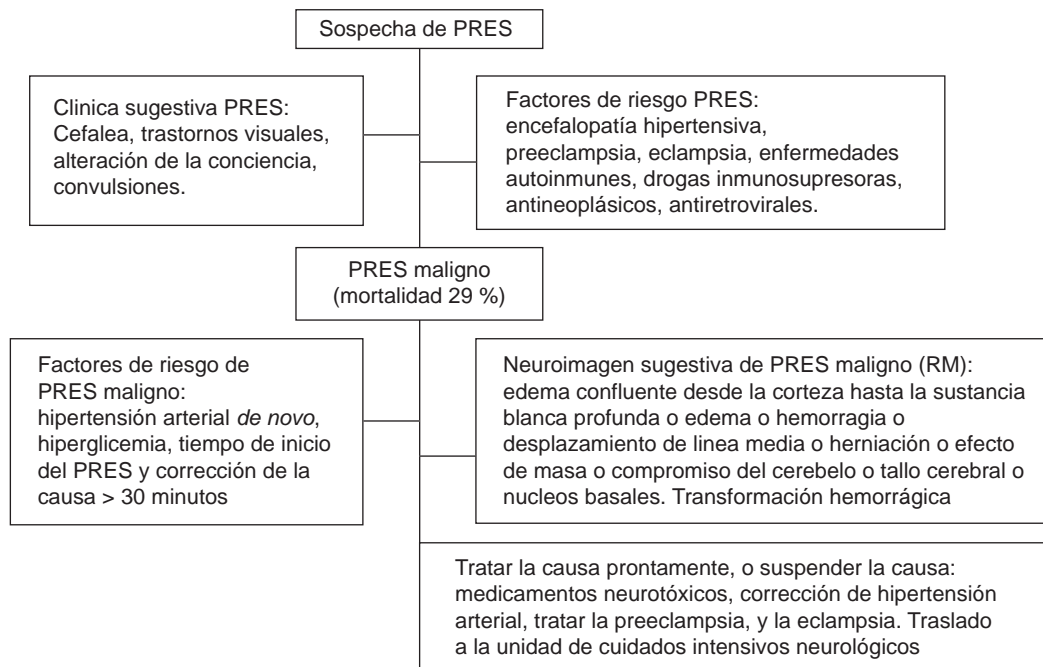 Sospecha de PRES
Clinica sugestiva PRES:
Cefalea, trastornos visuales,
alteración de la conciencia,
convulsiones.
Factores de riesgo PRES:
encefalopatía hipertensiva,
preeclampsia, eclampsia, enfermedades
autoinmunes, drogas inmunosupresoras,
antineoplásicos, antiretrovirales.
PRES maligno
(mortalidad 29 %)
Factores de riesgo de
PRES maligno:
hipertensión arterial de novo,
hiperglicemia, tiempo de inicio
del PRES y corrección de la
causa > 30 minutos
Neuroimagen sugestiva de PRES maligno (RM):
edema confluente desde la corteza hasta la sustancia
blanca profunda o edema o hemorragia o
desplazamiento de linea media o herniación o efecto
de masa o compromiso del cerebelo o tallo cerebral o
nucleos basales. Transformación hemorrágica
Tratar la causa prontamente, o suspender la causa:
medicamentos neurotóxicos, corrección de hipertensión
arterial, tratar la preeclampsia, y la eclampsia. Traslado
a la unidad de cuidados intensivos neurológicos